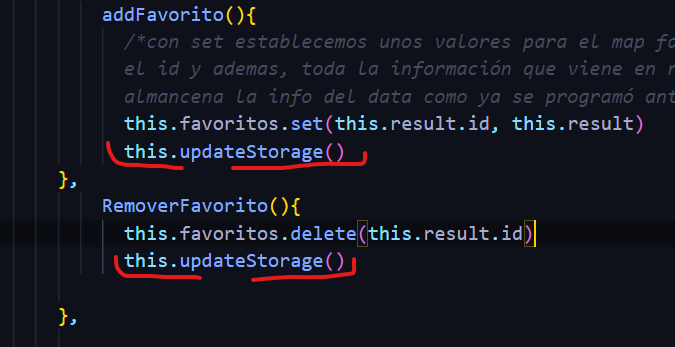 addFavorito(){
/*con set establecemos unos valores para el map
el id y ademas, toda la información que viene en
almancena la info del data como ya se programó
this.favoritos.set(this.result.id, this.result)
this.updateStorage()
},
RemoverFavorito(){
this.favoritos.delete(this.result.id)
this.updateStorage()
},